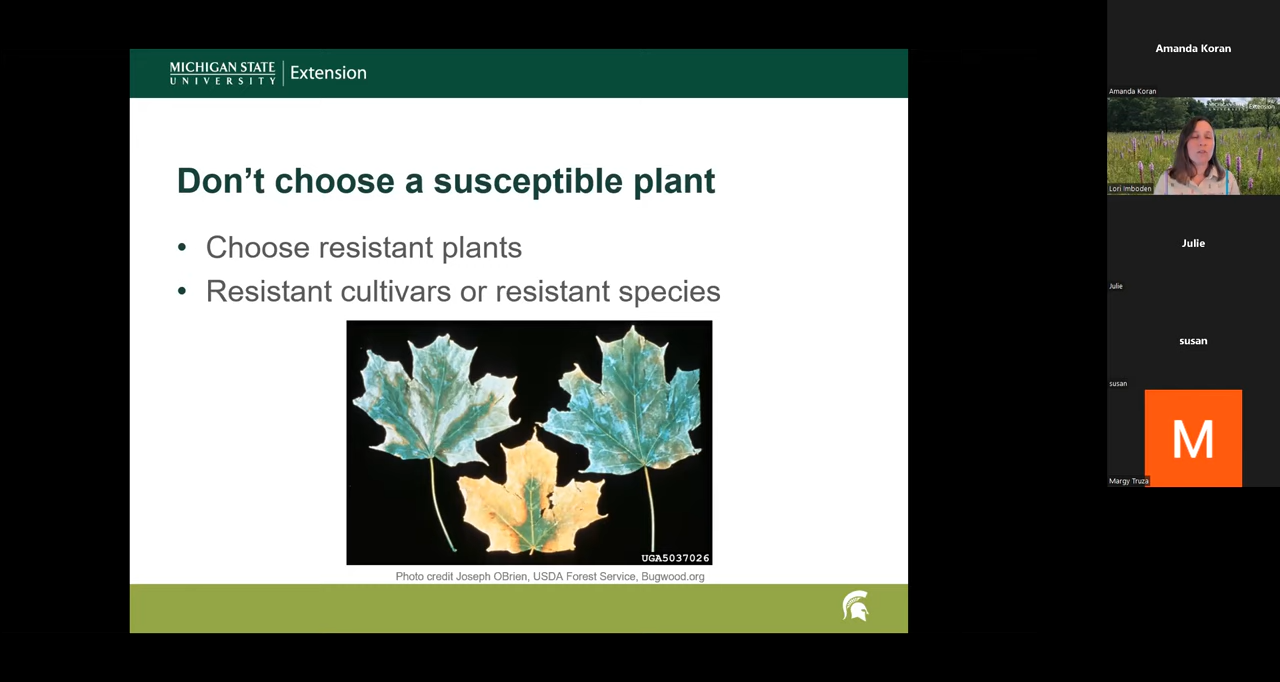 MICHIGAN STATE
UNIVERSITY
Extension
Don’t choose a susceptible plant
• Choose resistant plants
• Resistant cultivars or resistant species
UGA5037026
Photo credit Joseph OBrien, USDA Forest Service, Bugwood.org
Amanda Koran
Amanda Koran
Extension
Lori Imboden
Julie
Julie
susan
susan
M
Margy Truza